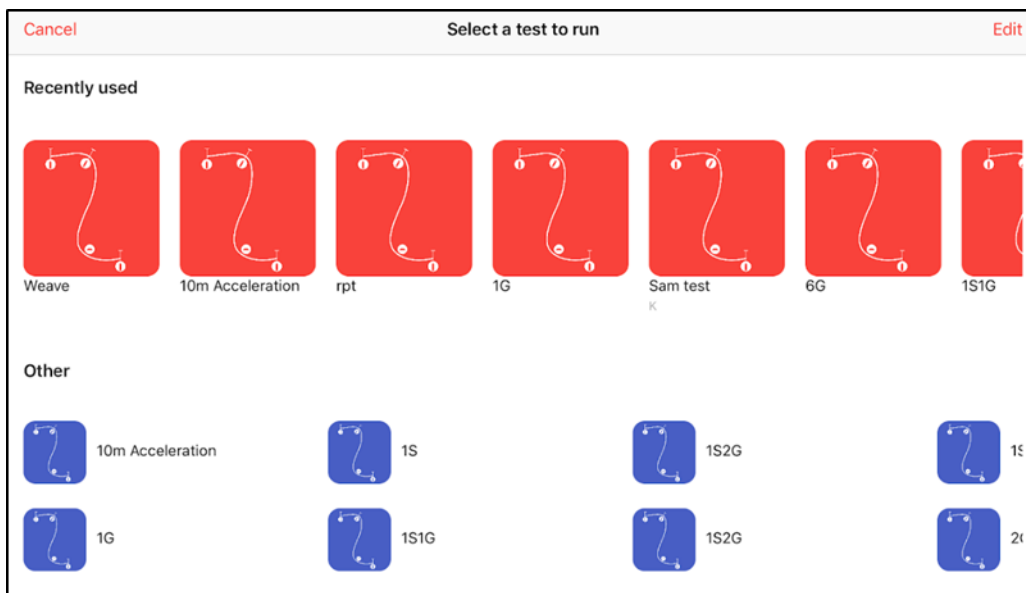 Cancel Select a test to run Edit
Recently used
Weave 10m Acceleration rpt 1G Sam test 6G 1S1G
K
Other
10m Acceleration 1S 1S2G
1G 1S1G 1S2G